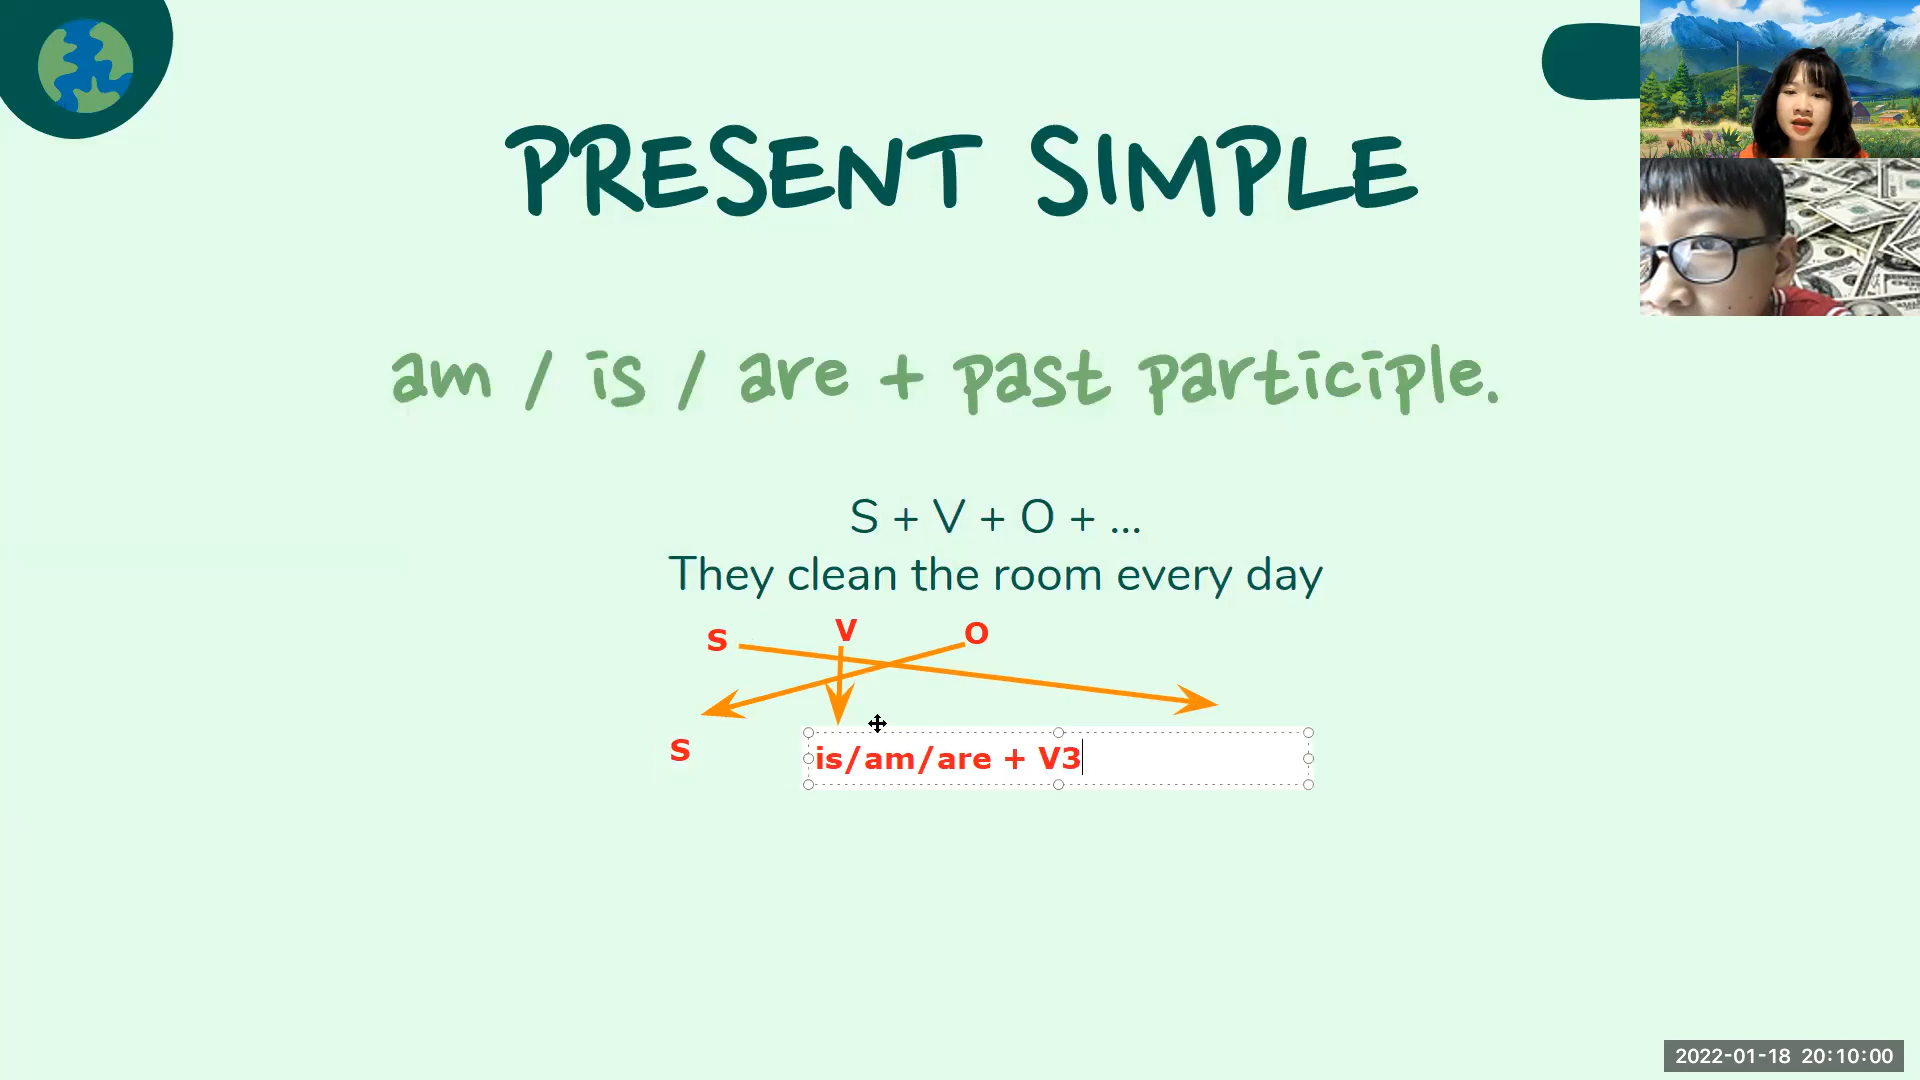 PRESENT SIMPLE
am / is / are + past participle.
S + V + O + ...
They clean the room every day
S V O
S is/am/are + V3
2022-01-18 20:10:00